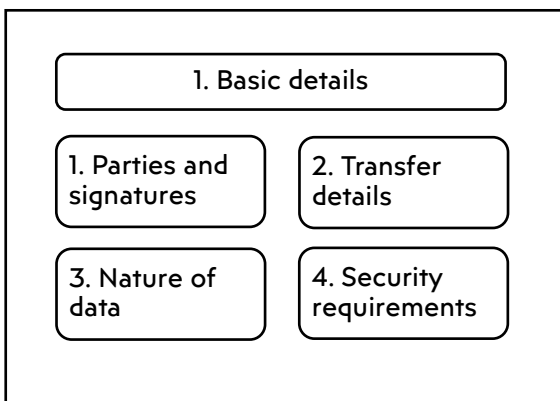 1. Basic details
1. Parties and
signatures
2. Transfer
details
3. Nature of
data
4. Security
requirements